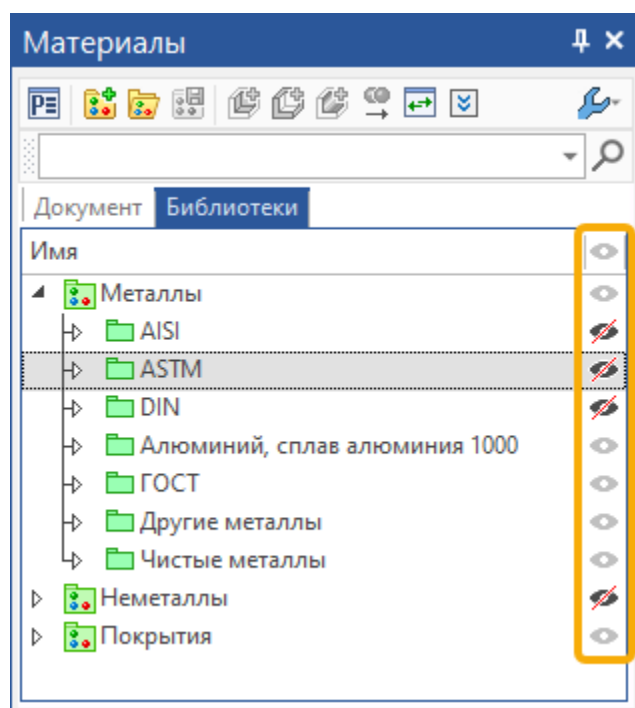 Материалы
Документ Библиотеки
Имя
Металлы
AISI
ASTM
DIN
Алюминий, сплав алюминия 1000
ГОСТ
Другие металлы
Чистые металлы
Неметаллы
Покрытия